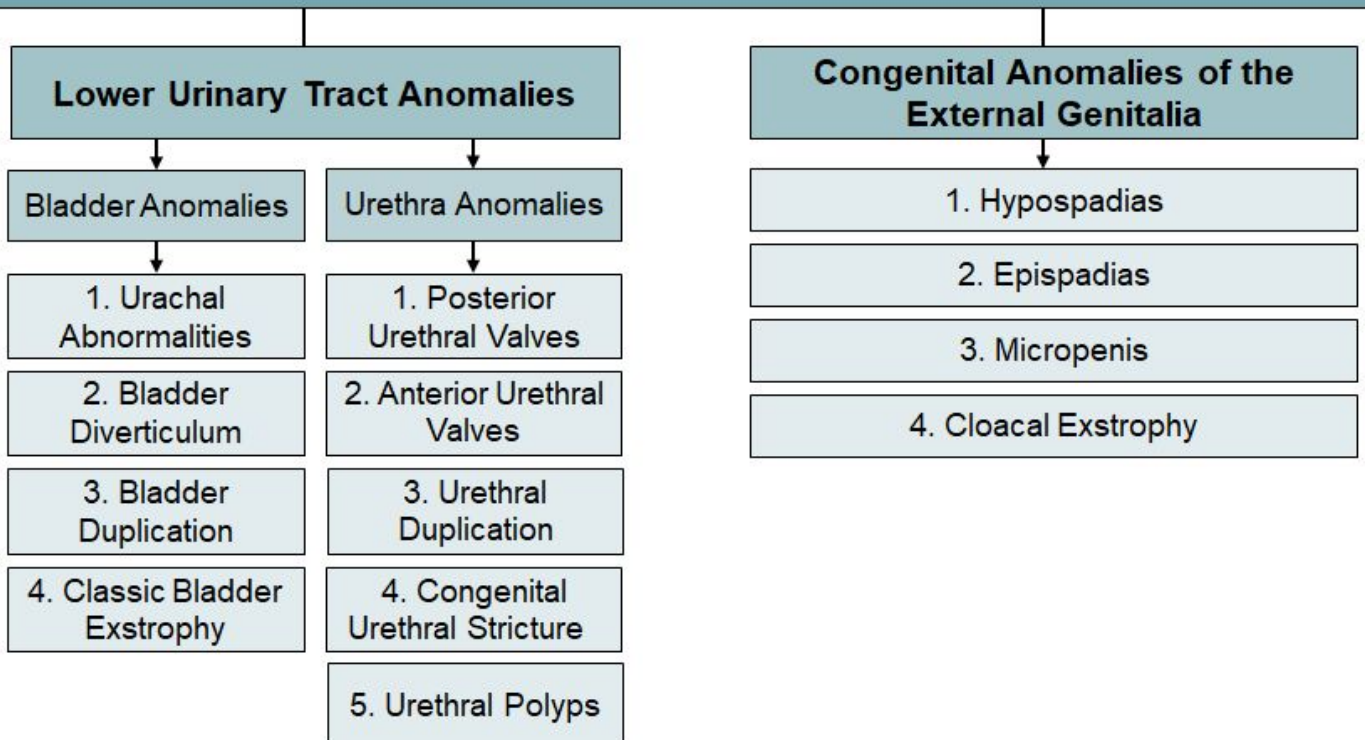 Lower Urinary Tract Anomalies
Bladder Anomalies
1. Urachal
Abnormalities
2. Bladder
Diverticulum
3. Bladder
Duplication
4. Classic Bladder
Exstrophy
Urethra Anomalies
1. Posterior
Urethral Valves
2. Anterior Urethral
Valves
3. Urethral
Duplication
4. Congenital
Urethral Stricture
5. Urethral Polyps
Congenital Anomalies of the
External Genitalia
1. Hypospadias
2. Epispadias
3. Micropenis
4. Cloacal Exstrophy